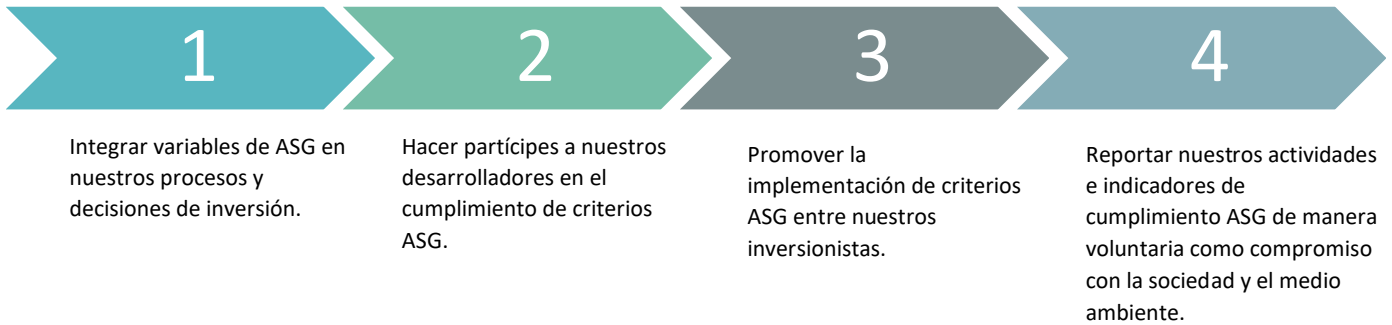 1
Integrar variables de ASG en
nuestros procesos y
decisiones de inversión.
2
Hacer partícipes a nuestros
desarrolladores en el
cumplimiento de criterios
ASG.
3
Promover la
implementación de criterios
ASG entre nuestros
inversionistas.
4
Reportar nuestros actividades
e indicadores de
cumplimiento ASG de manera
voluntaria como compromiso
con la sociedad y el medio
ambiente.